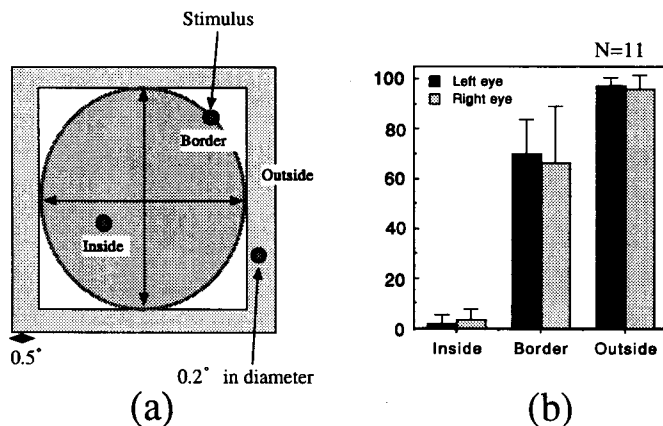 Stimulus
Border
Outside
Inside
0.5°
0.2° in diameter
(a)
N=11
100
80
60
40
20
0
Left eye
Right eye
Inside Border Outside
(b)